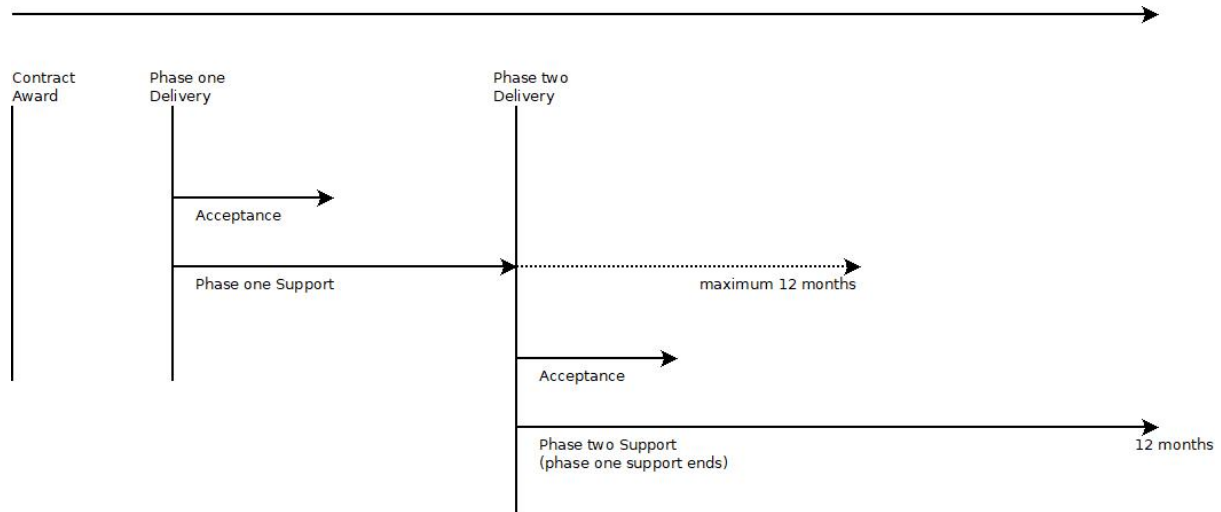 Contract
Award
Phase one
Delivery
Phase two
Delivery
Acceptance
Phase one Support
maximum 12 months
Acceptance
Phase two Support
(phase one support ends)
12 months